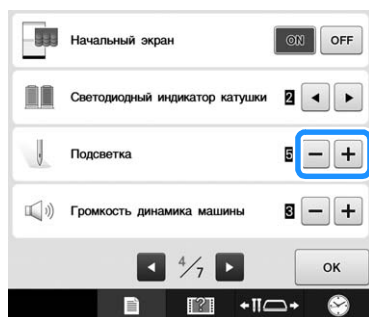 Начальный экран ON OFF
Светодиодный индикатор катушки 2
Подсветка 5 − +
Громкость динамика машины 3 − +
4/7 OK